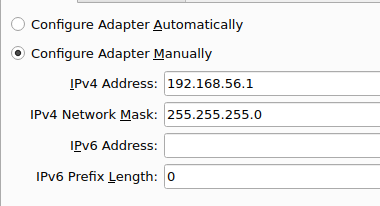 Configure Adapter Automatically
Configure Adapter Manually
IPv4 Address: 192.168.56.1
IPv4 Network Mask: 255.255.255.0
IPv6 Address:
IPv6 Prefix Length: 0